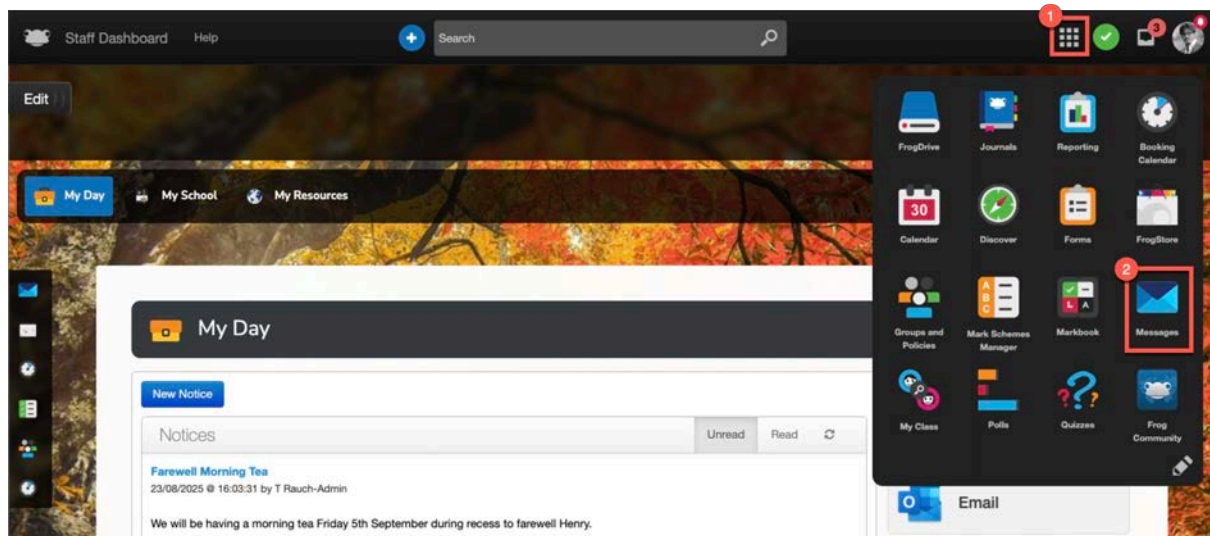 1
Staff Dashboard Help Search 3
Edit
FrogDrive Journals Reporting Booking
Calendar
My Day My School My Resources
30
Calendar Discover Forms FrogStore
2
A
B
C
L A
My Day
Groups and Mark Schemes Markbook Messages
Policies Manager
New Notice
???
Notices Unread Read
My Class Polls Quizzes Frog
Community
Farewell Morning Tea
23/08/2025 @ 16:03:31 by T Rauch-Admin
O Email
We will be having a morning tea Friday 5th September during recess to farewell Henry.